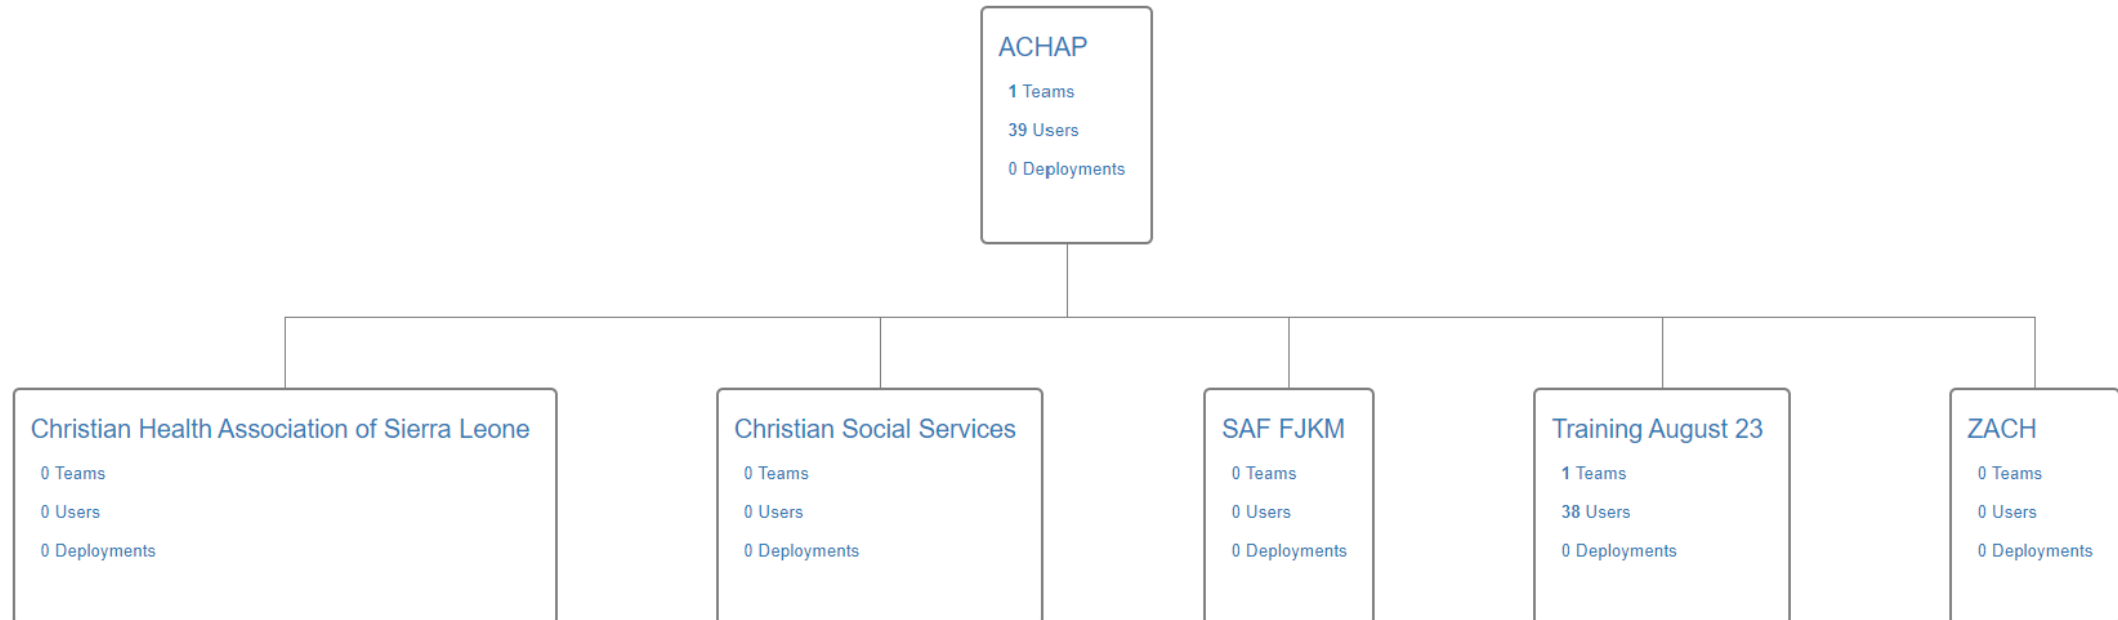 ACHAP
1 Teams
39 Users
0 Deployments
Christian Health Association of Sierra Leone
0 Teams
0 Users
0 Deployments
Christian Social Services
0 Teams
0 Users
0 Deployments
SAF FJKM
0 Teams
0 Users
0 Deployments
Training August 23
1 Teams
38 Users
0 Deployments
ZACH
0 Teams
0 Users
0 Deployments